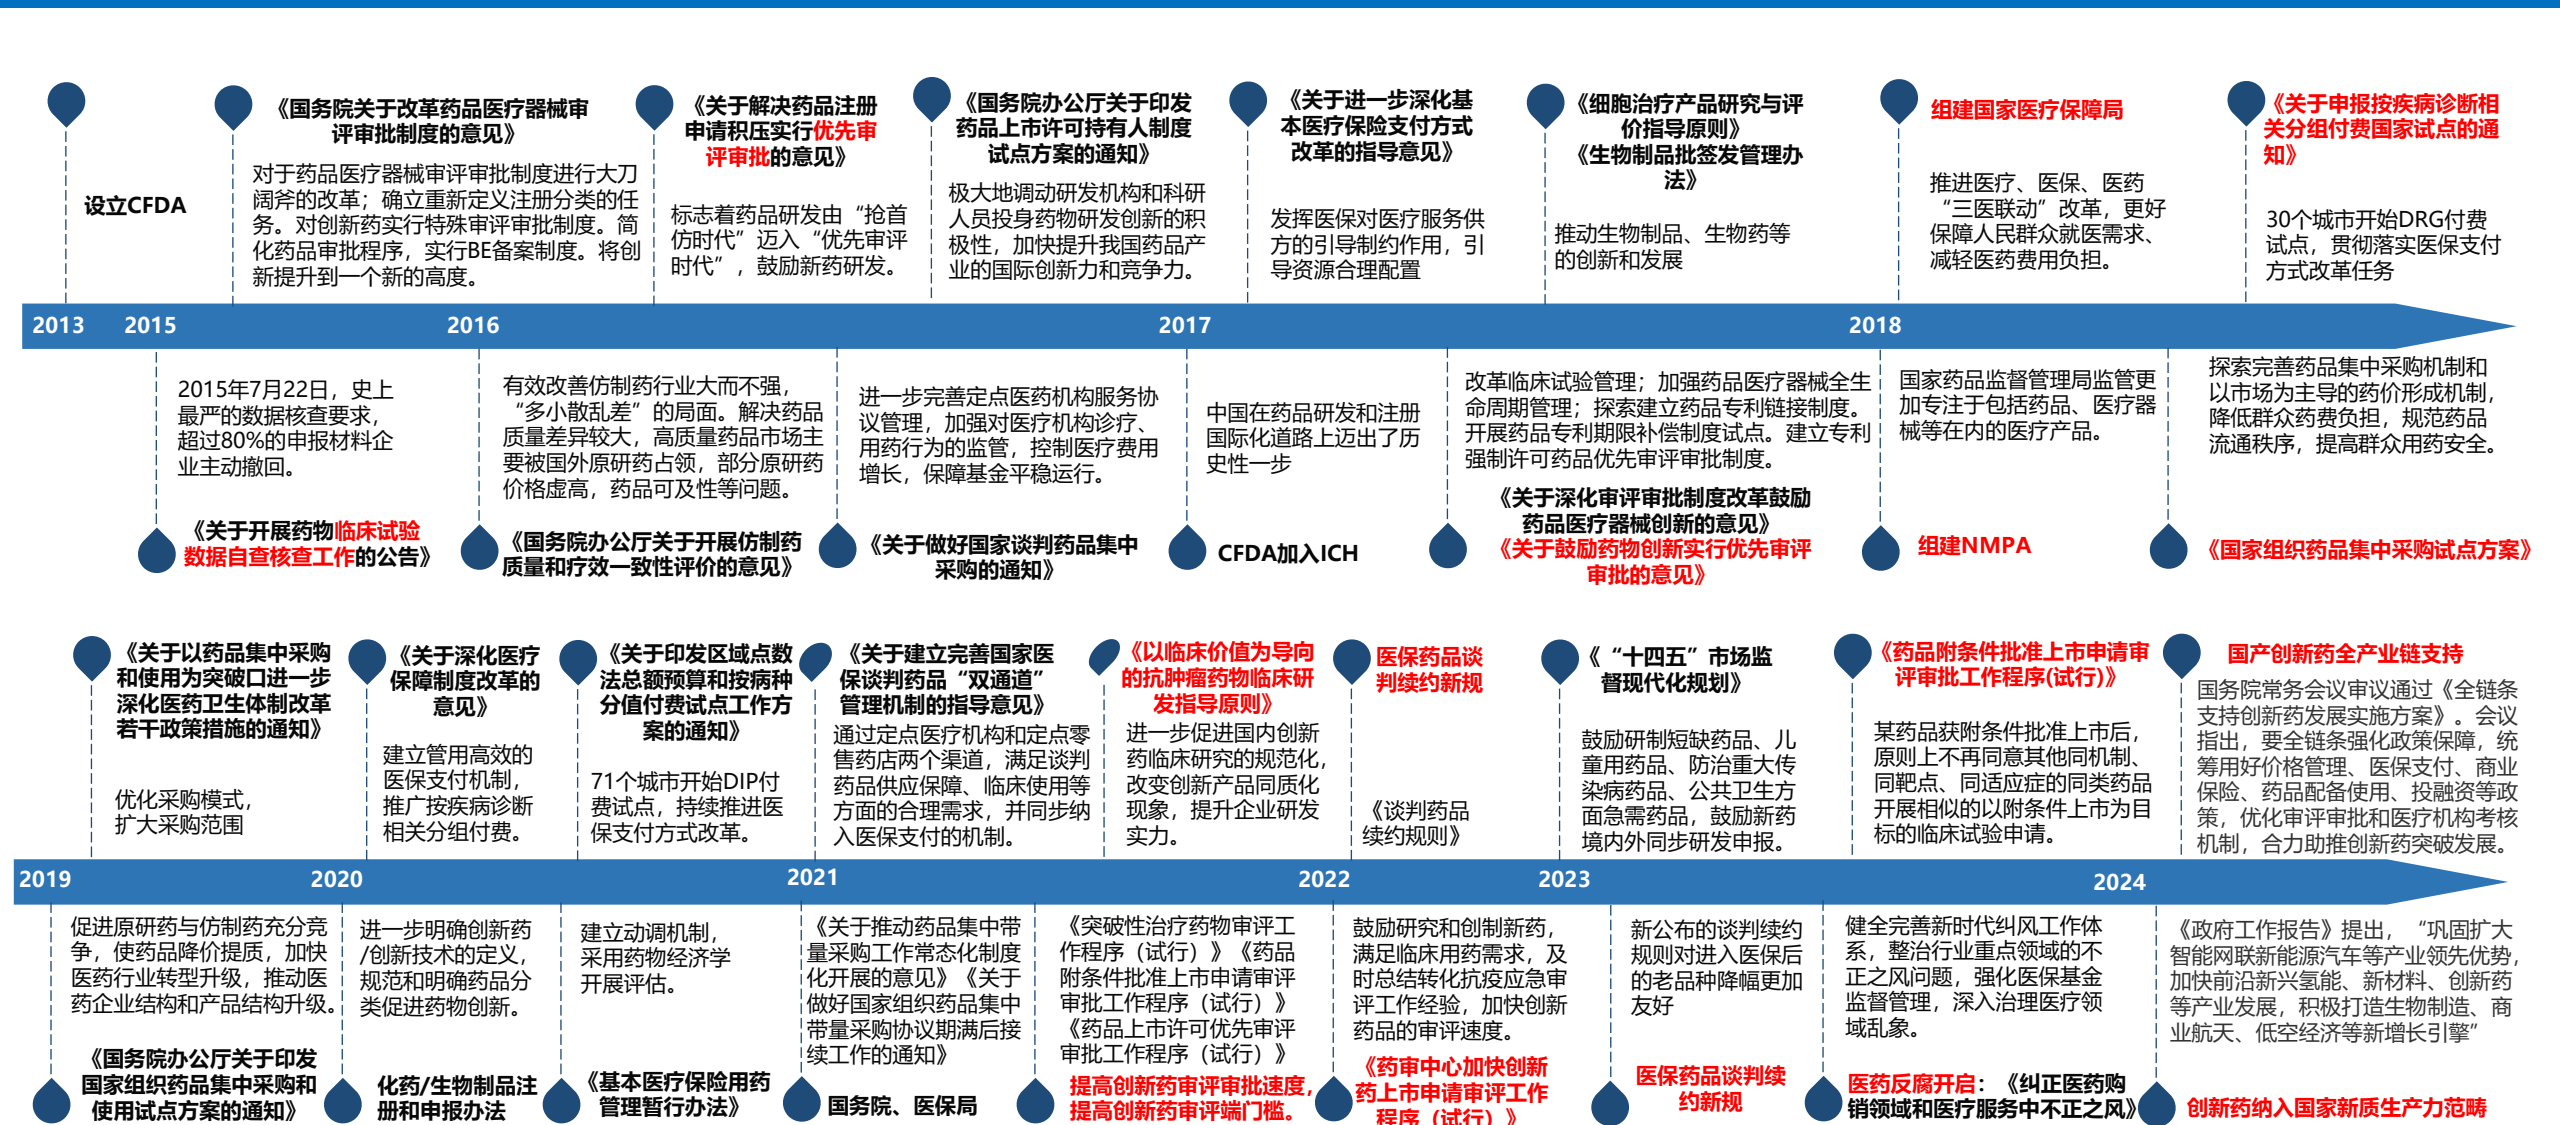 设立CFDA
《国务院关于改革药品医疗器械审
评审批制度的意见》
对于药品医疗器械审评审批制度进行大刀
阔斧的改革；确立重新定义注册分类的任
务。对创新药实行特殊审评审批制度。简
化药品审批程序，实行BE备案制度。将创
新提升到一个新的高度。
《关于解决药品注册
申请积压实行优先审
评审批的意见》
标志着药品研发由“抢首
仿时代”迈入“优先审评
时代”，鼓励新药研发。
《国务院办公厅关于印发
药品上市许可持有人制度
试点方案的通知》
极大地调动研发机构和科研
人员投身药物研发创新的积
极性，加快提升我国药品产
业的国际创新力和竞争力。
《关于进一步深化基
本医疗保险支付方式
改革的指导意见》
发挥医保对医疗服务供
方的引导制约作用，引
导资源合理配置
《细胞治疗产品研究与评
价指导原则》
《生物制品批签发管理办
法》
推动生物制品、生物药等
的创新和发展
组建国家医疗保障局
推进医疗、医保、医药
“三医联动”改革，更好
保障人民群众就医需求、
减轻医药费用负担。
《关于申报按疾病诊断相
关分组付费国家试点的通
知》
30个城市开始DRG付费
试点，贯彻落实医保支付
方式改革任务
2013 2015 2016 2017 2018
2015年7月22日，史上
最严的数据核查要求，
超过80%的申报材料企
业主动撤回。
《关于开展药物临床试验
数据自查核查工作的公告》
有效改善仿制药行业大而不强，
“多小散乱差”的局面。解决药品
质量差异较大，高质量药品市场主
要被国外原研药占领，部分原研药
价格虚高，药品可及性等问题。
《国务院办公厅关于开展仿制药
质量和疗效一致性评价的意见》
进一步完善定点医药机构服务协
议管理，加强对医疗机构诊疗、
用药行为的监管，控制医疗费用
增长，保障基金平稳运行。
《关于做好国家谈判药品集中
采购的通知》
中国在药品研发和注册
国际化道路上迈出了历
史性一步
CFDA加入ICH
改革临床试验管理；加强药品医疗器械全生
命周期管理；探索建立药品专利链接制度。
开展药品专利期限补偿制度试点。建立专利
强制许可药品优先审评审批制度。
《关于深化审评审批制度改革鼓励
药品医疗器械创新的意见》
《关于鼓励药物创新实行优先审评
审批的意见》
国家药品监督管理局监管更
加专注于包括药品、医疗器
械等在内的医疗产品。
组建NMPA
探索完善药品集中采购机制和
以市场为主导的药价形成机制，
降低群众药费负担，规范药品
流通秩序，提高群众用药安全。
《国家组织药品集中采购试点方案》
《关于以药品集中采购
和使用为突破口进一步
深化医药卫生体制改革
若干政策措施的通知》
优化采购模式，
扩大采购范围
《关于深化医疗
保障制度改革的
意见》
建立管用高效的
医保支付机制，
推广按疾病诊断
相关分组付费。
《关于印发区域点数
法总额预算和按病种
分值付费试点工作方
案的通知》
71个城市开始DIP付
费试点，持续推进医
保支付方式改革。
《关于建立完善国家医
保谈判药品“双通道”
管理机制的指导意见》
通过定点医疗机构和定点零
售药店两个渠道，满足谈判
药品供应保障、临床使用等
方面的合理需求，并同步纳
入医保支付的机制。
《以临床价值为导向
的抗肿瘤药物临床研
发指导原则》
进一步促进国内创新
药临床研究的规范化，
改变创新产品同质化
现象，提升企业研发
实力。
医保药品谈
判续约新规
《谈判药品
续约规则》
《“十四五”市场监
督现代化规划》
鼓励研制短缺药品、儿
童用药品、防治重大传
染病药品、公共卫生方
面急需药品，鼓励新药
境内外同步研发申报。
《药品附条件批准上市申请审
评审批工作程序(试行)》
某药品获附条件批准上市后，
原则上不再同意其他同机制、
同靶点、同适应症的同类药品
开展相似的以附条件上市为目
标的临床试验申请。
国产创新药全产业链支持
国务院常务会议审议通过《全链条
支持创新药发展实施方案》。会议
指出，要全链条强化政策保障，统
筹用好价格管理、医保支付、商业
保险、药品配备使用、投融资等政
策，优化审评审批和医疗机构考核
机制，合力助推创新药突破发展。
2019 2020 2021 2022 2023 2024
促进原研药与仿制药充分竞
争，使药品降价提质，加快
医药行业转型升级，推动医
药企业结构和产品结构升级。
《国务院办公厅关于印发
国家组织药品集中采购和
使用试点方案的通知》
进一步明确创新药
/创新技术的定义，
规范和明确药品分
类促进药物创新。
化药/生物制品注
册和申报办法
建立动调机制，
采用药物经济学
开展评估。
《基本医疗保险用药
管理暂行办法》
《关于推动药品集中带
量采购工作常态化制度
化开展的意见》《关于
做好国家组织药品集中
带量采购协议期满后接
续工作的通知》
国务院、医保局
《突破性治疗药物审评工
作程序（试行）》《药品
附条件批准上市申请审评
审批工作程序（试行）》
《药品上市许可优先审评
审批工作程序（试行）》
提高创新药审评审批速度，
提高创新药审评端门槛。
鼓励研究和创制新药，
满足临床用药需求，及
时总结转化抗疫应急审
评工作经验，加快创新
药品的审评速度。
《药审中心加快创新
药上市申请审评工作
程序（试行）》
新公布的谈判续约
规则对进入医保后
的老品种降幅更加
友好
医保药品谈判续
约新规
健全完善新时代纠风工作体
系，整治行业重点领域的不
正之风问题，强化医保基金
监督管理，深入治理医疗领
域乱象。
医药反腐开启：《纠正医药购
销领域和医疗服务中不正之风》
《政府工作报告》提出，“巩固扩大
智能网联新能源汽车等产业领先优势，
加快前沿新兴氢能、新材料、创新药
等产业发展，积极打造生物制造、商
业航天、低空经济等新增长引擎”
创新药纳入国家新质生产力范畴